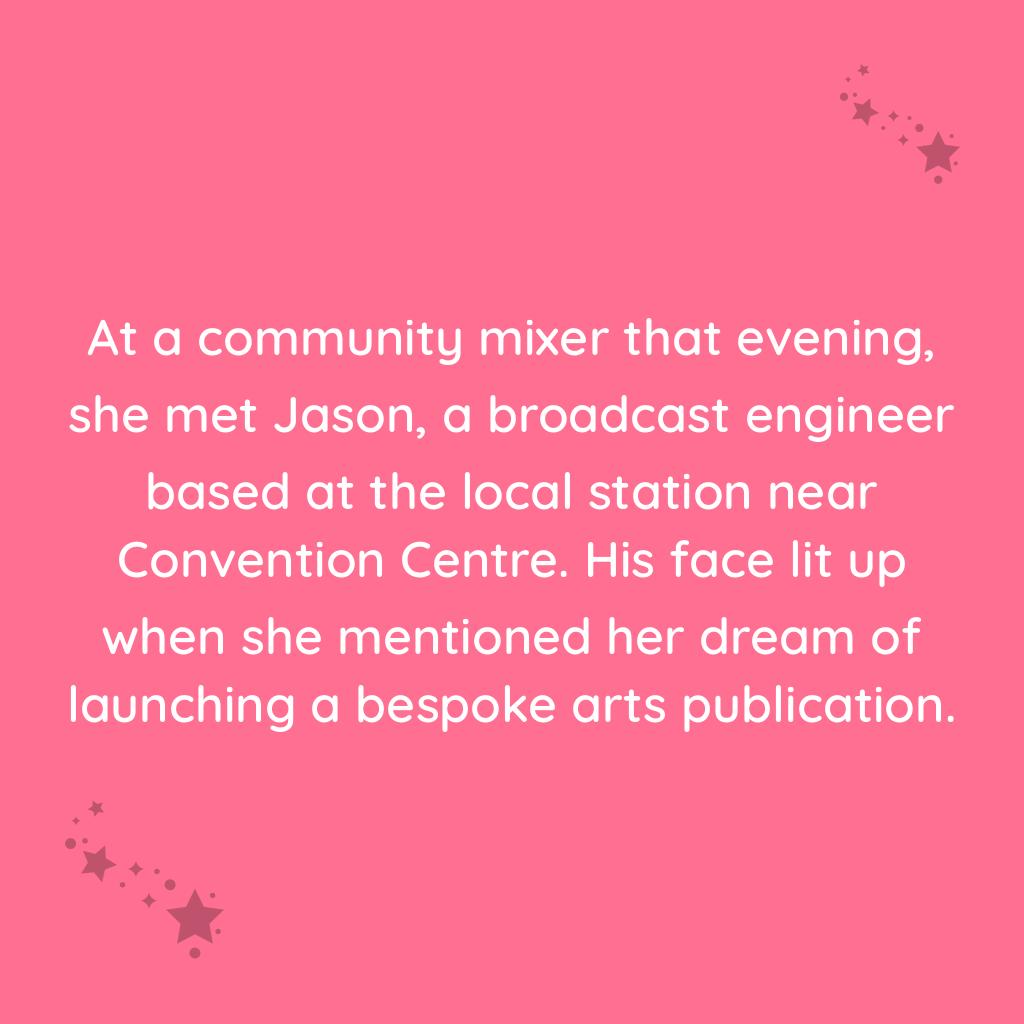 At a community mixer that evening,
she met Jason, a broadcast engineer
based at the local station near
Convention Centre. His face lit up
when she mentioned her dream of
launching a bespoke arts publication.